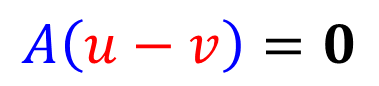 A(u − v) = 0